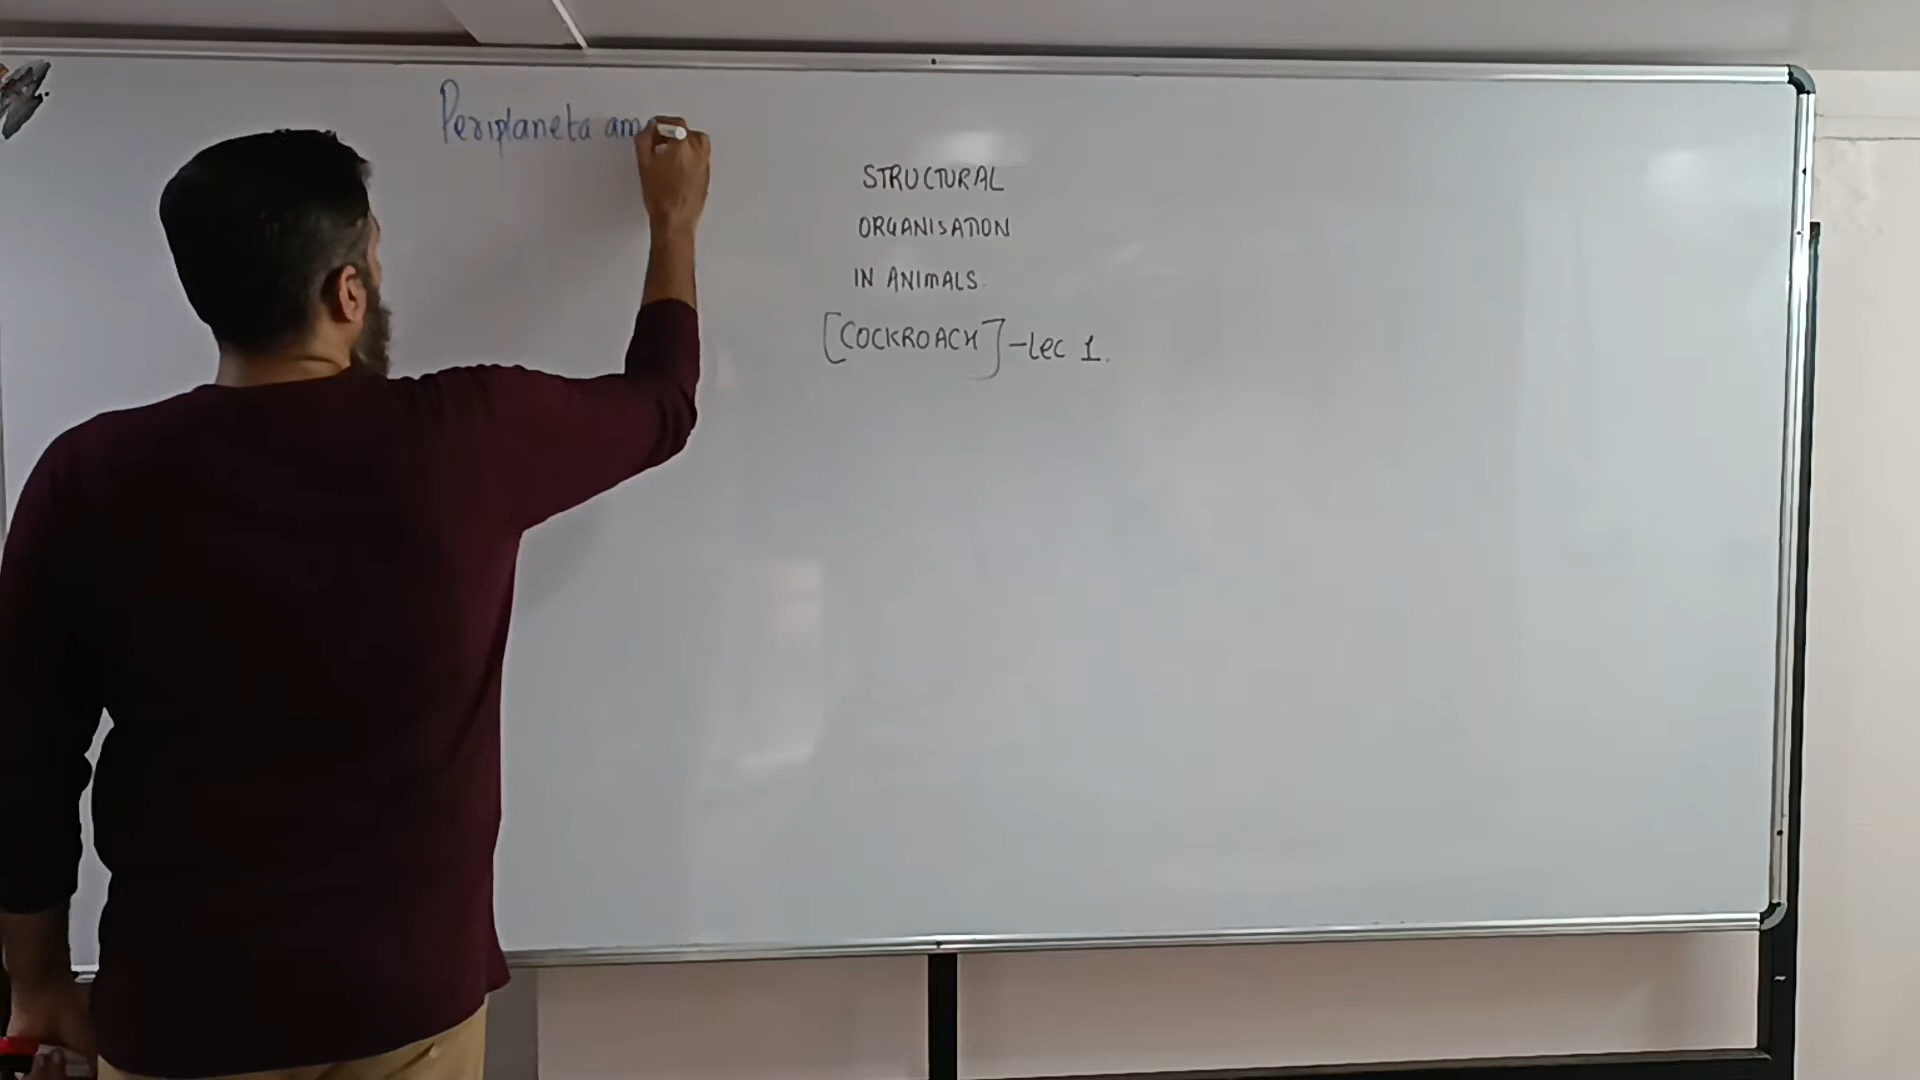 Periplaneta am
STRUCTURAL
ORGANISATION
IN ANIMALS.
[COCKROACH] - Lec 1.